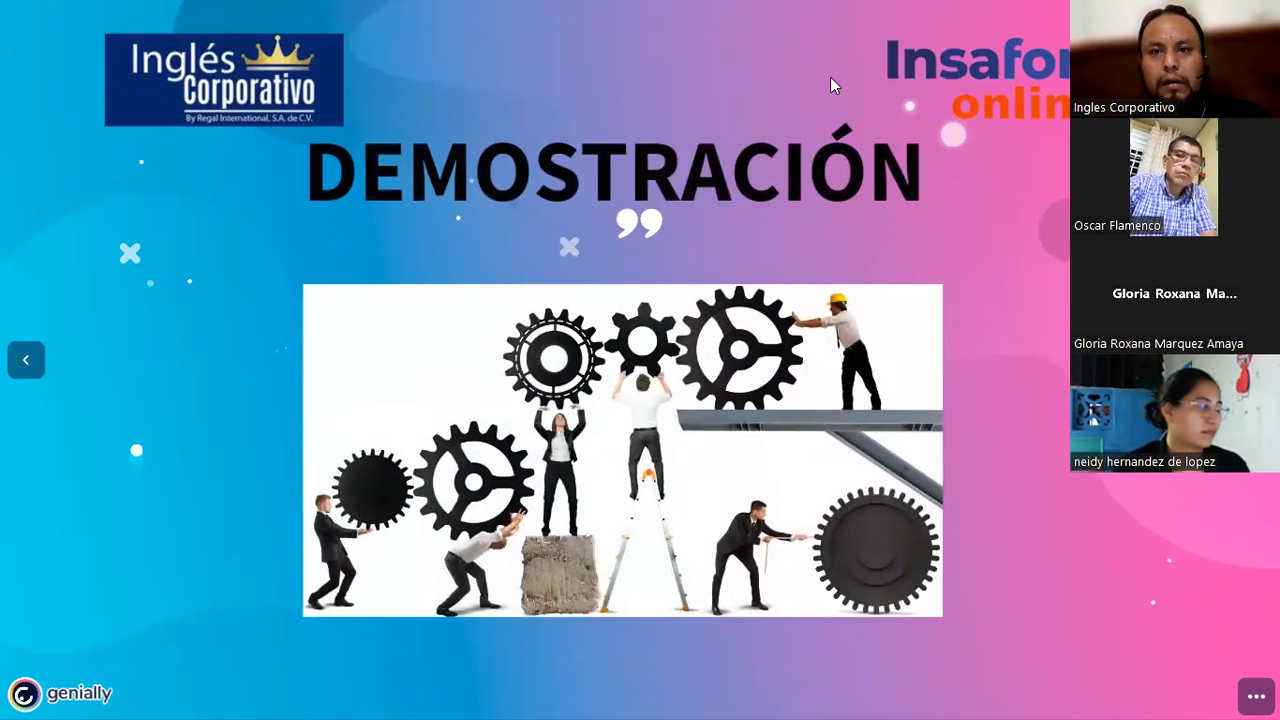 Inglés
Corporativo
By Regal International, S.A. de C.V.
Insafor
onlin
DEMOSTRACIÓN
”
Ingles Corporativo
Oscar Flamenco
Gloria Roxana Ma...
Gloria Roxana Marquez Amaya
neidy hernandez de lopez
genially